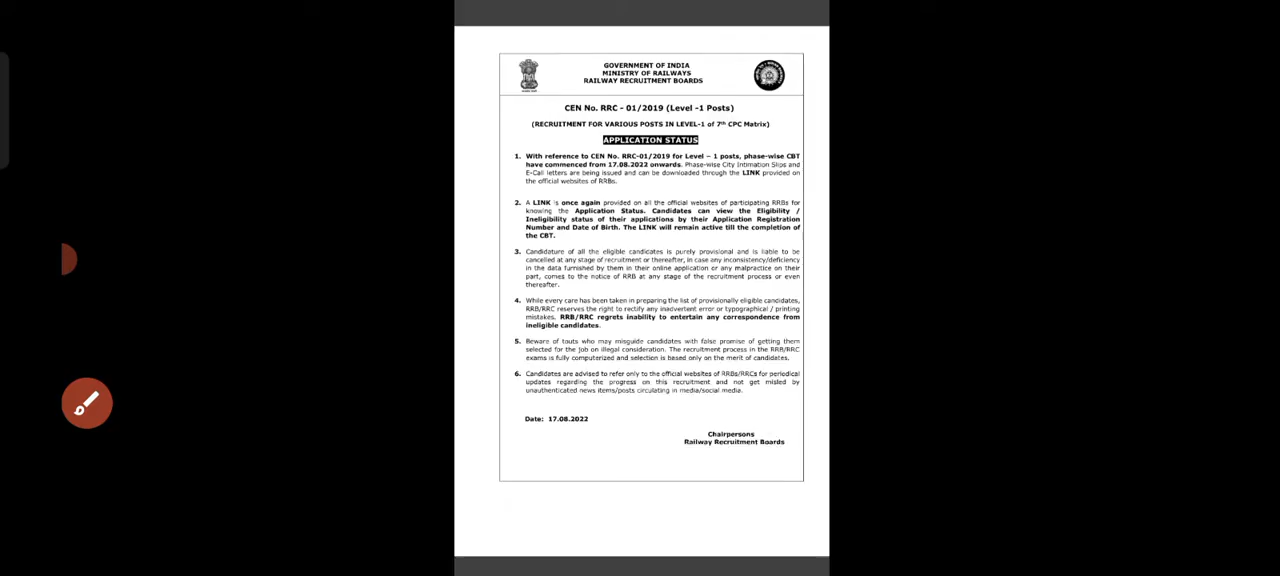 GOVERNMENT OF INDIA
MINISTRY OF RAILWAYS
RAILWAY RECRUITMENT BOARDS
CEN No. RRC - 01/2019 (Level -1 Posts)
(RECRUITMENT FOR VARIOUS POSTS IN LEVEL-1 of 7th CPC Matrix)
APPLICATION STATUS
1. With reference to CEN No. RRC-01/2019 for Level – 1 posts, phase-wise CBT
have commenced from 17.08.2022 onwards. Phase-wise City Intimation Slips and
E-Call letters are being issued and can be downloaded through the LINK provided on
the official websites of RRBs.
2. A LINK is once again provided on all the official websites of participating RRBs for
knowing the Application Status. Candidates can view the Eligibility /
Ineligibility status of their applications by their Application Registration
Number and Date of Birth. The LINK will remain active till the completion of
the CBT.
3. Candidature of all the eligible candidates is purely provisional and is liable to be
cancelled at any stage of recruitment or thereafter, in case any inconsistency/deficiency
in the data furnished by them in their online application or any malpractice on their
part, comes to the notice of RRB at any stage of the recruitment process or even
thereafter.
4. While every care has been taken in preparing the list of provisionally eligible candidates,
RRB/RRC reserves the right to rectify any inadvertent error or typographical / printing
mistakes. RRB/RRC regrets inability to entertain any correspondence from
ineligible candidates.
5. Beware of touts who may misguide candidates with false promise of getting them
selected for the job on illegal consideration. The recruitment process in the RRB/RRC
exams is fully computerized and selection is based only on the merit of candidates.
6. Candidates are advised to refer only to the official websites of RRBs/RRCs for periodical
updates regarding the progress on this recruitment and not get misled by
unauthenticated news items/posts circulating in media/social media.
Date: 17.08.2022
Chairpersons
Railway Recruitment Boards